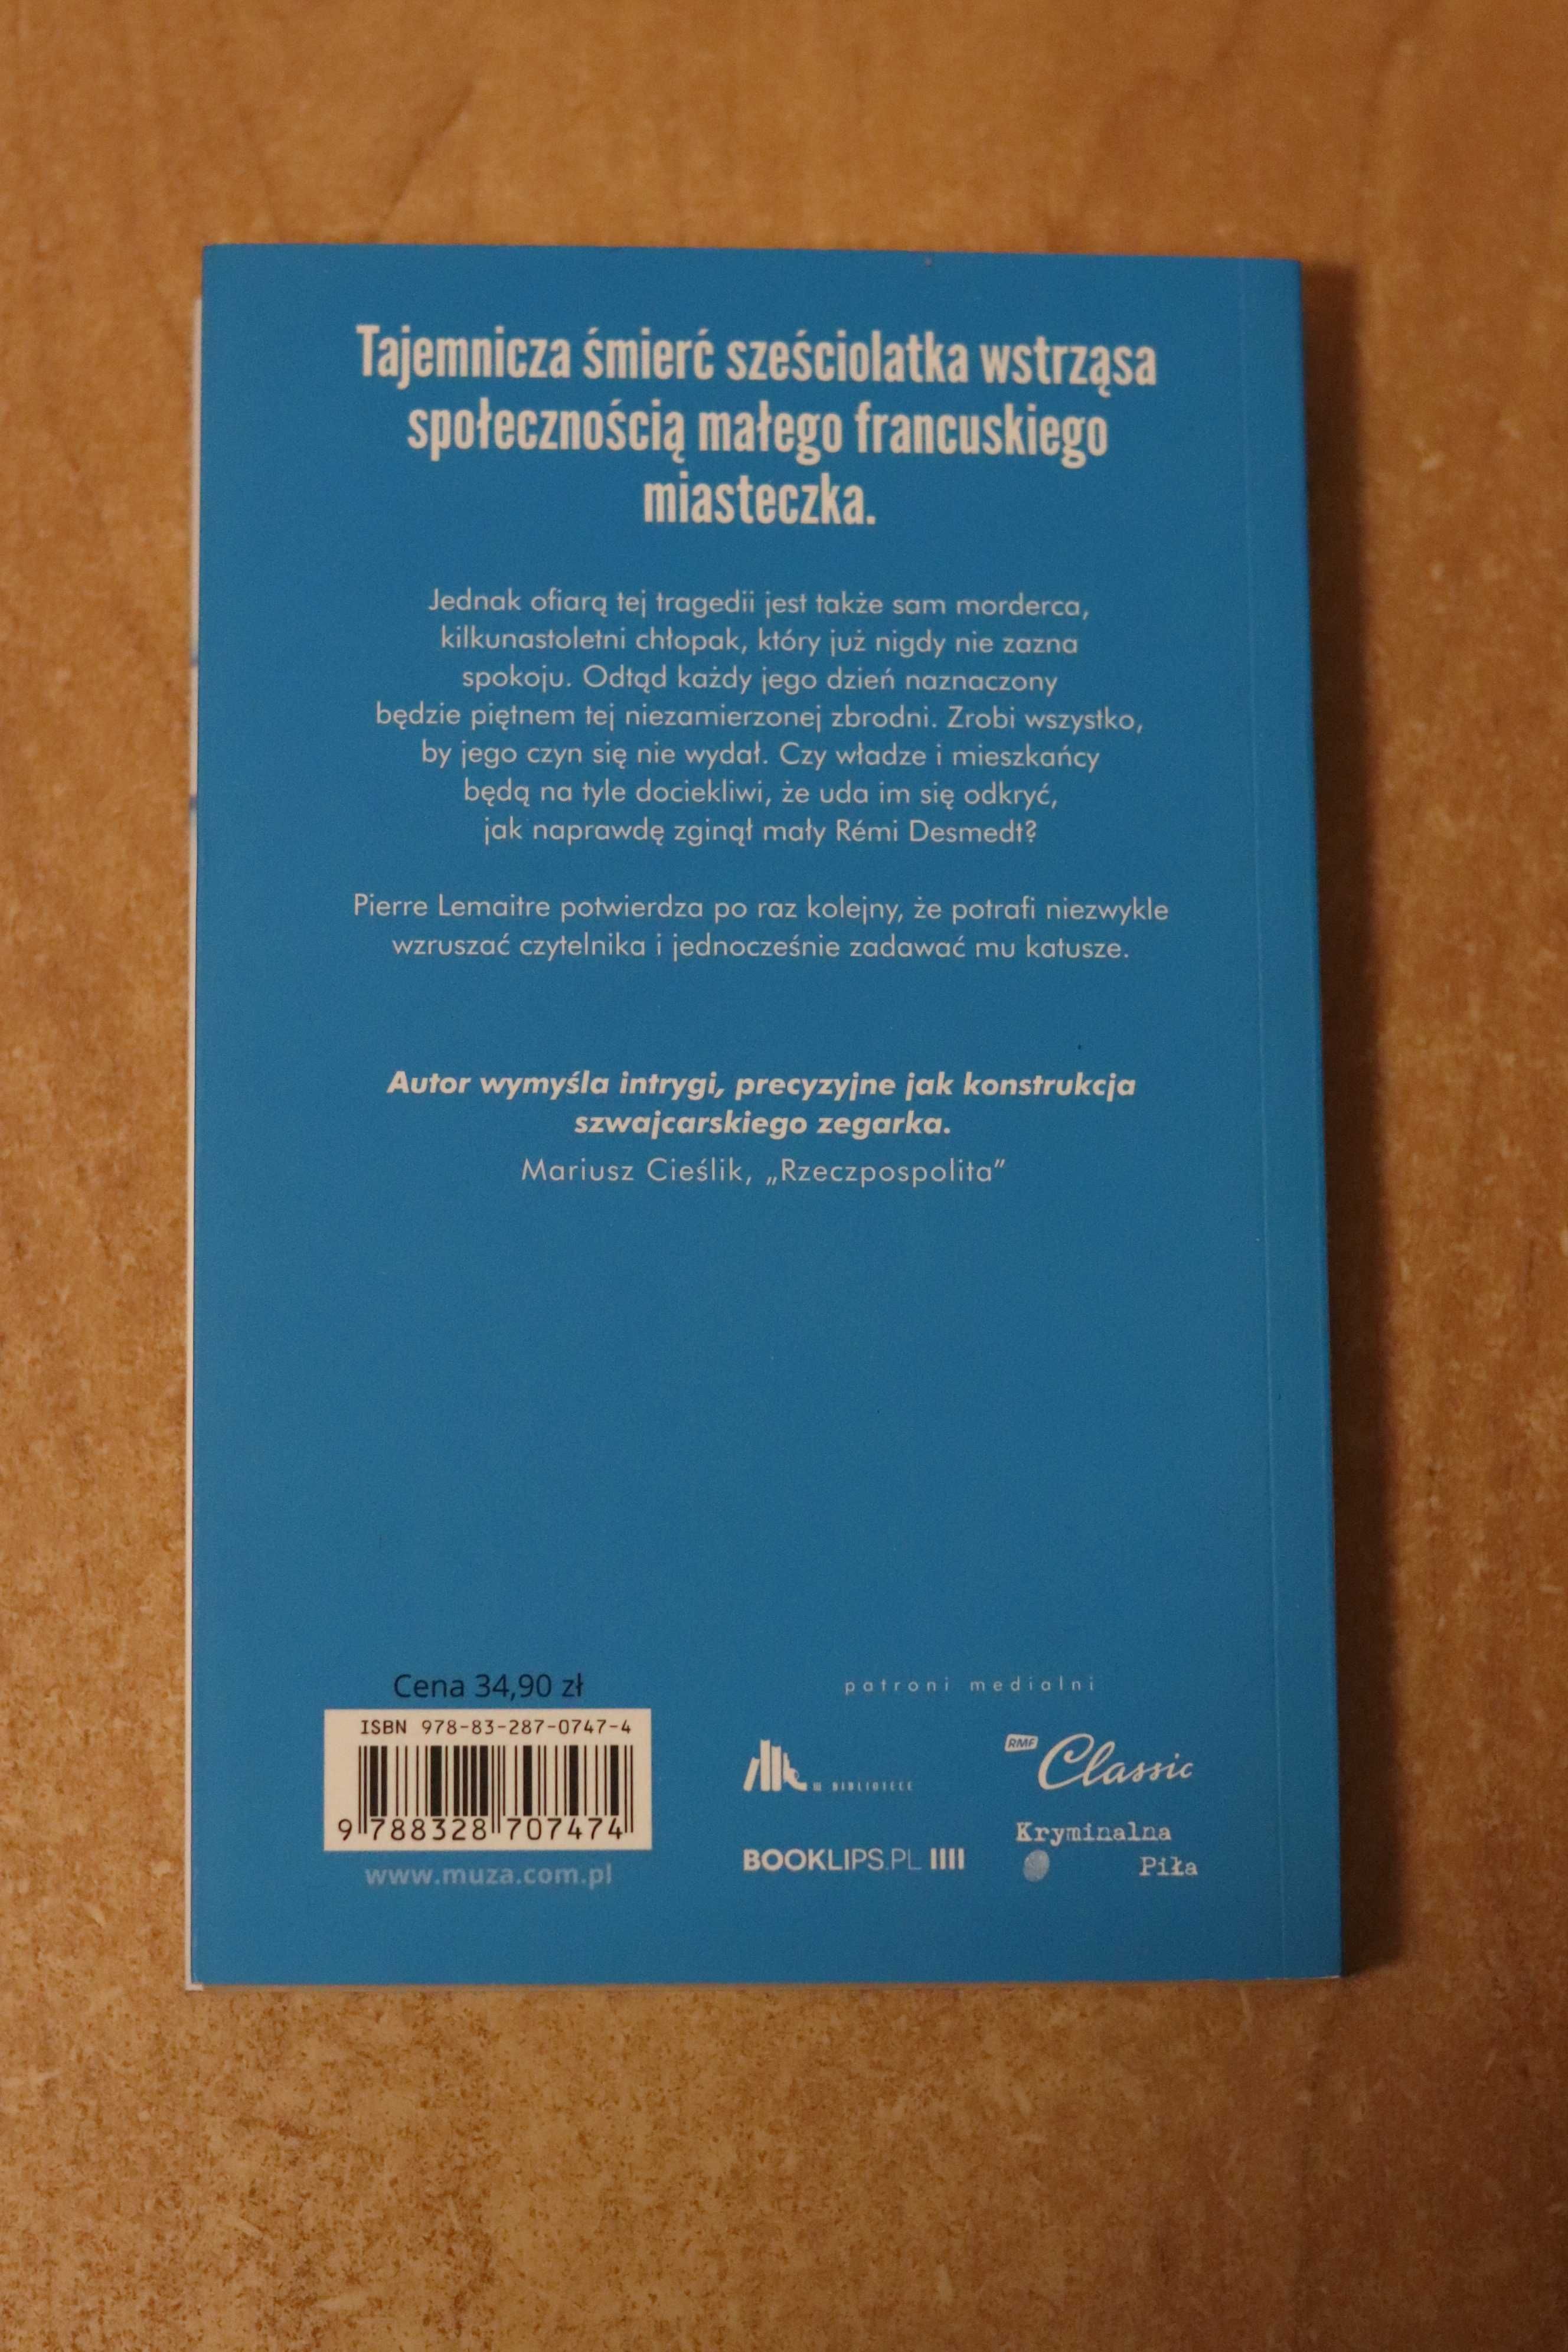 Tajemnicza śmierć sześciolatka wstrząsa
społecznością małego francuskiego
miasteczka.
Jednak ofiarą tej tragedii jest także sam morderca,
kilkunastoletni chłopak, który już nigdy nie zazna
spokoju. Odtąd każdy jego dzień naznaczony
będzie piętnem tej niezamierzonej zbrodni. Zrobi wszystko,
by jego czyn się nie wydał. Czy władze i mieszkańcy
będą na tyle dociekliwi, że uda im się odkryć,
jak naprawdę zginął mały Rémi Desmedt?
Pierre Lemaitre potwierdza po raz kolejny, że potrafi niezwykle
wzruszać czytelnika i jednocześnie zadawać mu katusze.
Autor wymyśla intrygi, precyzyjne jak konstrukcja
szwajcarskiego zegarka.
Mariusz Cieślik, „Rzeczpospolita”
Cena 34,90 zł
ISBN 978-83-287-0747-4
9 788328 707474
www.muza.com.pl
patroni medialni
W BIBLIOTECE
RMF Classic
BOOKLIPS.PL
Kryminalna
Piła